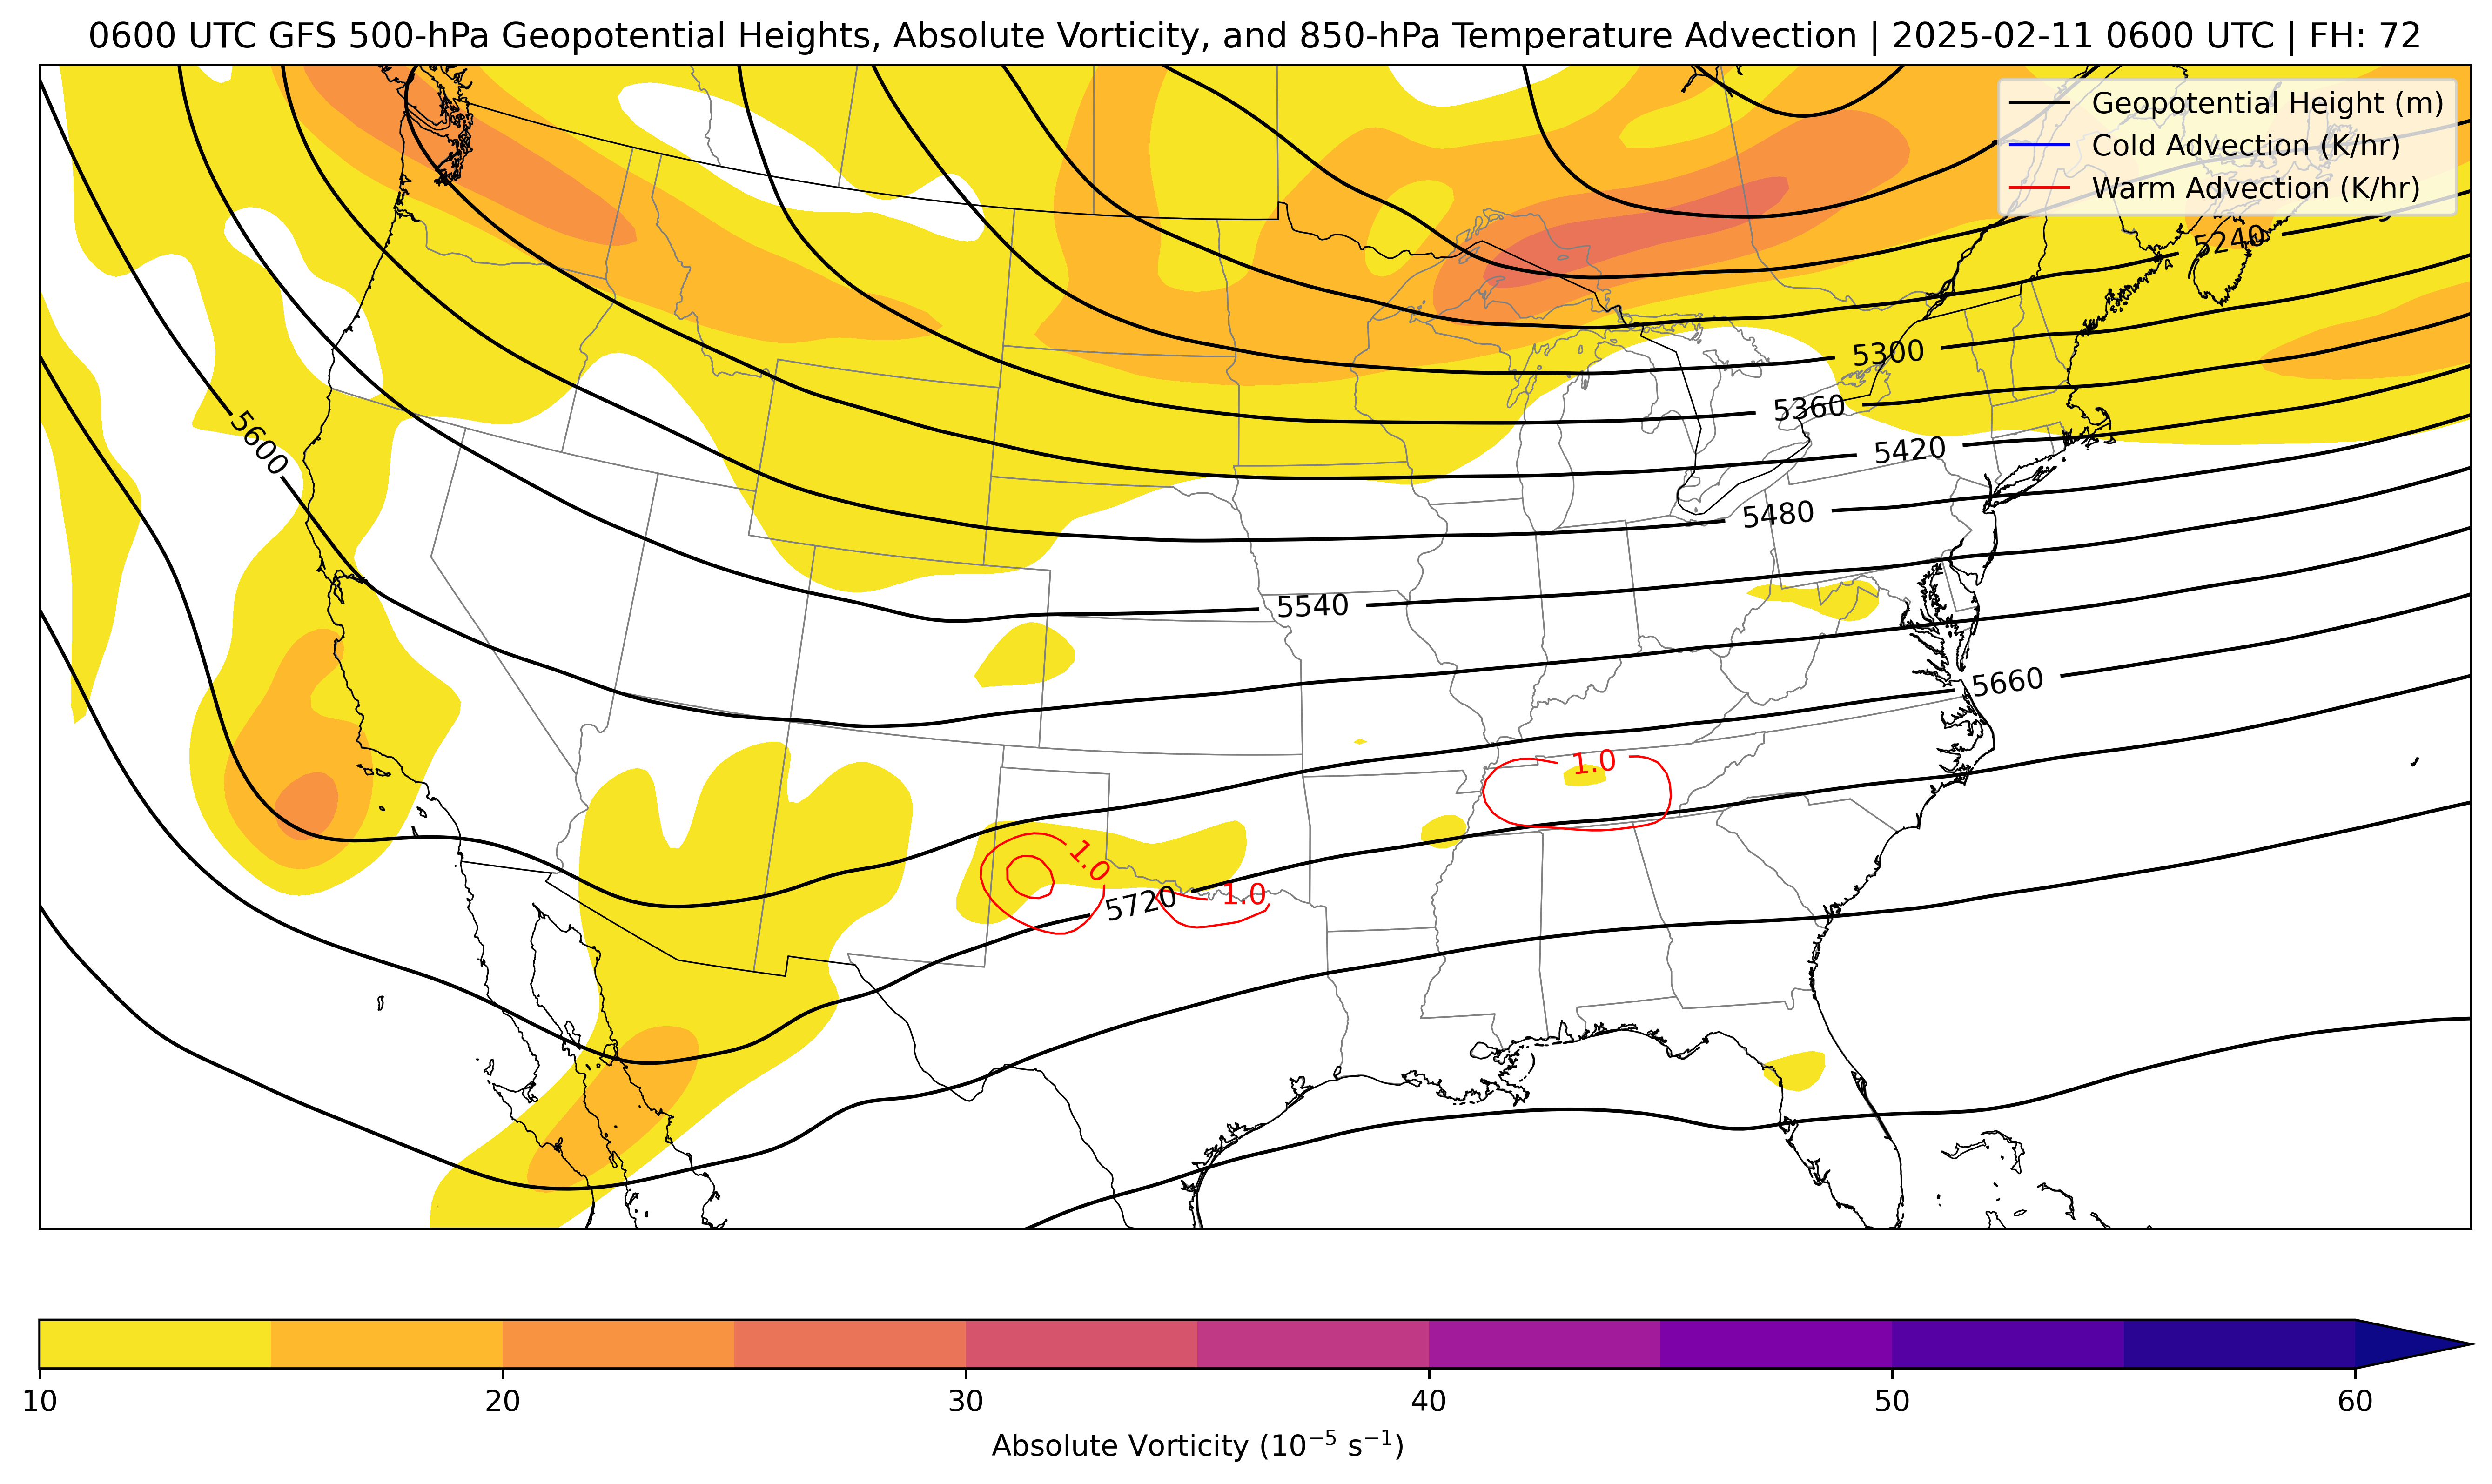 0600 UTC GFS 500-hPa Geopotential Heights, Absolute Vorticity, and 850-hPa Temperature Advection | 2025-02-11 0600 UTC | FH: 72
Geopotential Height (m)
Cold Advection (K/hr)
Warm Advection (K/hr)
5240
5300
5360
5420
5600
5480
5540
5660
1.0
1.0
1.0
5720
10 20 30 40 50 60
Absolute Vorticity (10⁻⁵ s⁻¹)